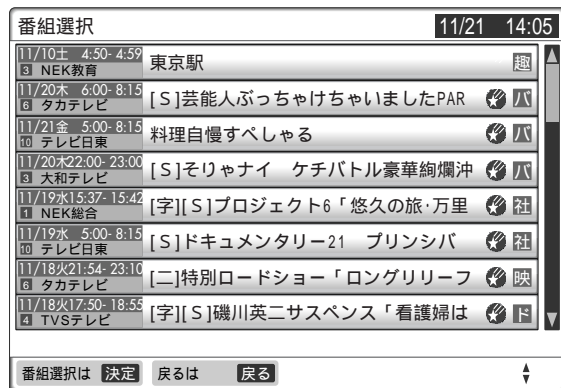 番組選択 11/21 14:05
11/10土 4:50- 4:59
3 NEK教育 東京駅 趣
11/20木 6:00- 8:15
6 タカテレビ [S]芸能人ぶっちゃけちゃいましたPAR バ
11/21金 5:00- 8:15
10 テレビ日東 料理自慢すぺしゃる バ
11/20木22:00- 23:00
3 大和テレビ [S]そりゃナイ ケチバトル豪華絢爛沖 バ
11/19水15:37- 15:42
1 NEK総合 [字][S]プロジェクト6「悠久の旅·万里 社
11/19水 5:00- 8:15
10 テレビ日東 [S]ドキュメンタリー21 プリンシバ 社
11/18火21:54- 23:10
6 タカテレビ [二]特別ロードショー「ロングリリーフ 映
11/18火17:50- 18:55
4 TVSテレビ [字][S]磯川英二サスペンス「看護婦は ド
番組選択は 決定 戻るは 戻る